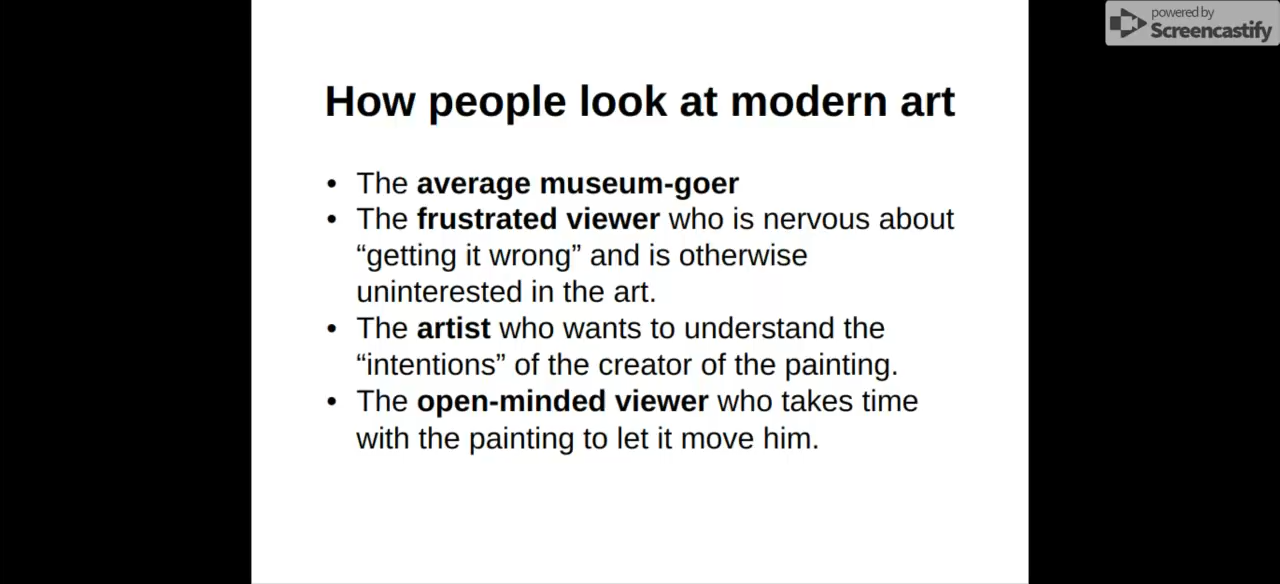 powered by
Screencastify
How people look at modern art
• The average museum-goer
• The frustrated viewer who is nervous about
“getting it wrong” and is otherwise
uninterested in the art.
• The artist who wants to understand the
“intentions” of the creator of the painting.
• The open-minded viewer who takes time
with the painting to let it move him.